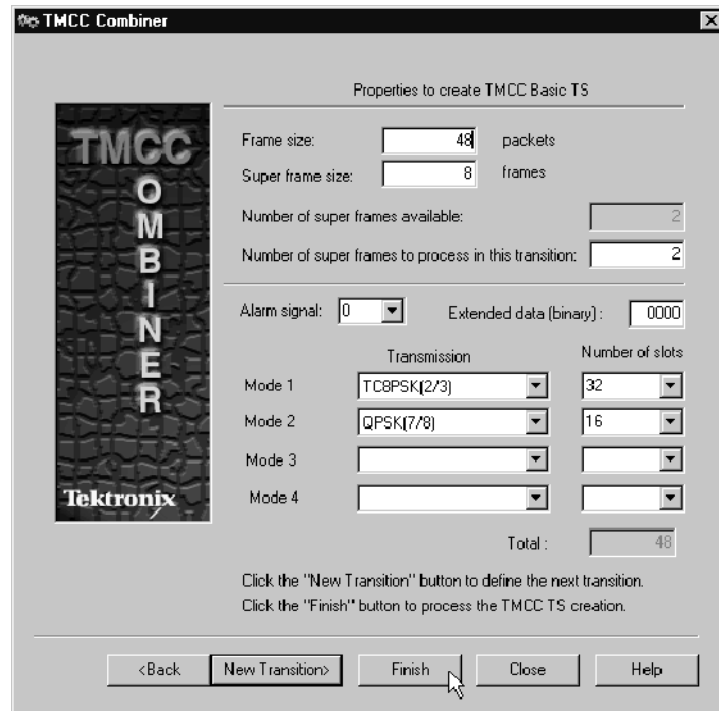 TMCC Combiner
TMCC
OMBINER
Tektronix
Properties to create TMCC Basic TS
Frame size: 48 packets
Super frame size: 8 frames
Number of super frames available: 2
Number of super frames to process in this transition: 2
Alarm signal: 0 Extended data (binary) : 0000
Transmission Number of slots
Mode 1 TC8PSK(2/3) 32
Mode 2 QPSK(7/8) 16
Mode 3
Mode 4
Total : 48
Click the "New Transition" button to define the next transition.
Click the "Finish" button to process the TMCC TS creation.
<Back New Transition> Finish Close Help